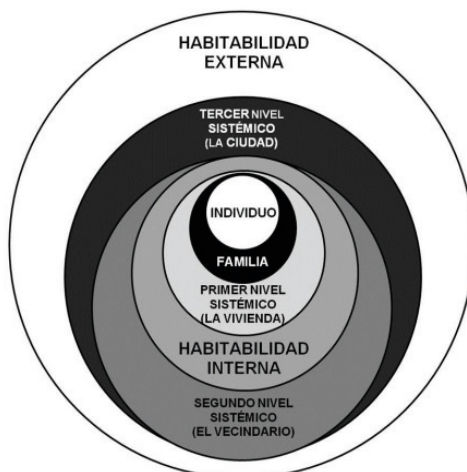 HABITABILIDAD
EXTERNA
TERCER NIVEL
SISTÉMICO
(LA CIUDAD)
INDIVIDUO
FAMILIA
PRIMER NIVEL
SISTÉMICO
(LA VIVIENDA)
HABITABILIDAD
INTERNA
SEGUNDO NIVEL
SISTÉMICO
(EL VECINDARIO)